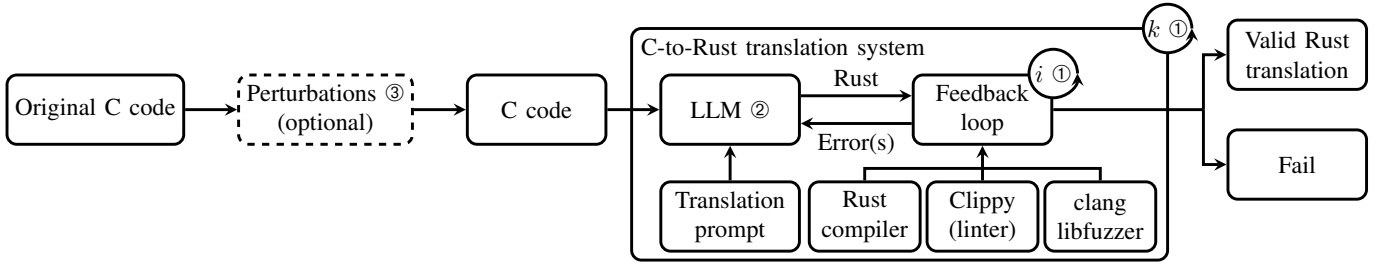 k ①
C-to-Rust translation system
Valid Rust
translation
Original C code
Perturbations ③
(optional)
C code
LLM ②
Rust
Error(s)
i ①
Feedback
loop
Fail
Translation
prompt
Rust
compiler
Clippy
(linter)
clang
libfuzzer